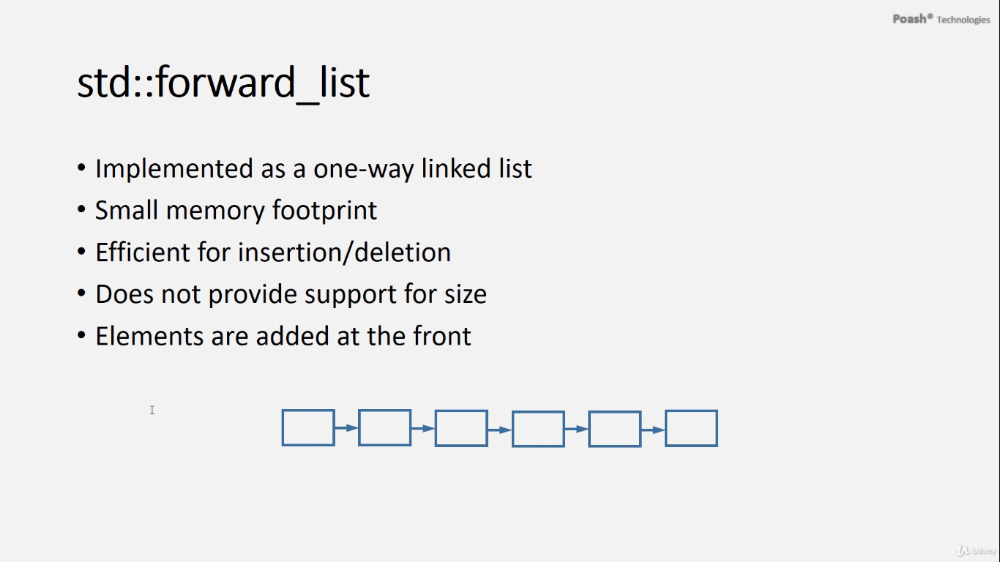 Poash® Technologies
std::forward_list
• Implemented as a one-way linked list
• Small memory footprint
• Efficient for insertion/deletion
• Does not provide support for size
• Elements are added at the front
Udemy